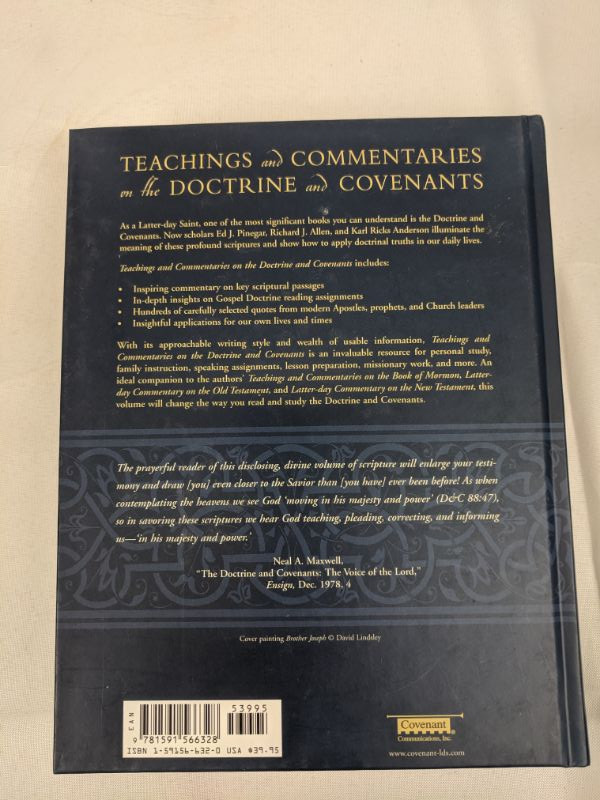 TEACHINGS and COMMENTARIES
on the DOCTRINE and COVENANTS
As a Latter-day Saint, one of the most significant books you can understand is the Doctrine and
Covenants. Now scholars Ed J. Pinegar, Richard J. Allen, and Karl Ricks Anderson illuminate the
meaning of these profound scriptures and show how to apply doctrinal truths in our daily lives.
Teachings and Commentaries on the Doctrine and Covenants includes:
• Inspiring commentary on key scriptural passages
• In-depth insights on Gospel Doctrine reading assignments
• Hundreds of carefully selected quotes from modern Apostles, prophets, and Church leaders
• Insightful applications for our own lives and times
With its approachable writing style and wealth of usable information, Teachings and
Commentaries on the Doctrine and Covenants is an invaluable resource for personal study,
family instruction, speaking assignments, lesson preparation, missionary work, and more. An
ideal companion to the authors' Teachings and Commentaries on the Book of Mormon, Latter-
day Commentary on the Old Testament, and Latter-day Commentary on the New Testament, this
volume will change the way you read and study the Doctrine and Covenants.
The prayerful reader of this disclosing, divine volume of scripture will enlarge your testi-
mony and draw [you] even closer to the Savior than [you have] ever been before! As when
contemplating the heavens we see God 'moving in his majesty and power' (D&C 88:47),
so in savoring these scriptures we hear God teaching, pleading, correcting, and informing
us—'in his majesty and power.'
Neal A. Maxwell,
"The Doctrine and Covenants: The Voice of the Lord,"
Ensign, Dec. 1978, 4
Cover painting Brother Joseph © David Lindsley
EAN
53995
9 781591 566328
ISBN 1-59156-632-0 USA $39.95
Covenant
Communications, Inc.
www.covenant-lds.com